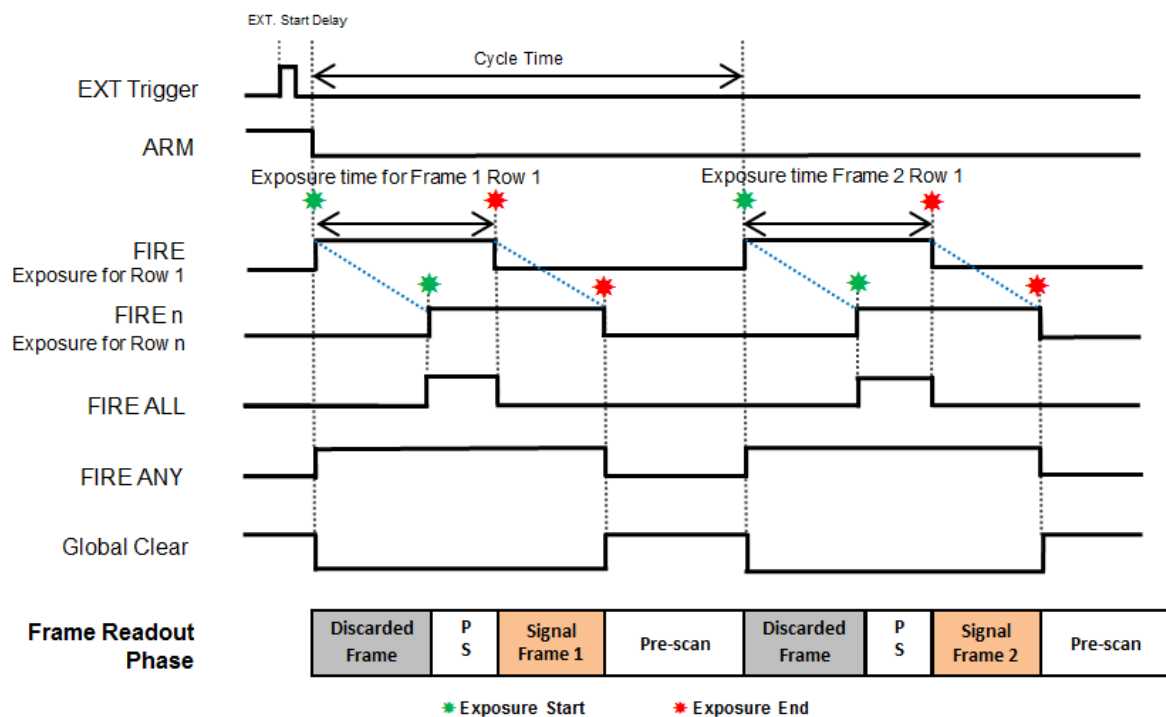 EXT. Start Delay
Cycle Time
EXT Trigger
ARM
Exposure time for Frame 1 Row 1
Exposure time Frame 2 Row 1
FIRE
Exposure for Row 1
FIRE n
Exposure for Row n
FIRE ALL
FIRE ANY
Global Clear
Frame Readout
Phase
Discarded
Frame
P
S
Signal
Frame 1
Pre-scan
Discarded
Frame
P
S
Signal
Frame 2
Pre-scan
Exposure Start
Exposure End